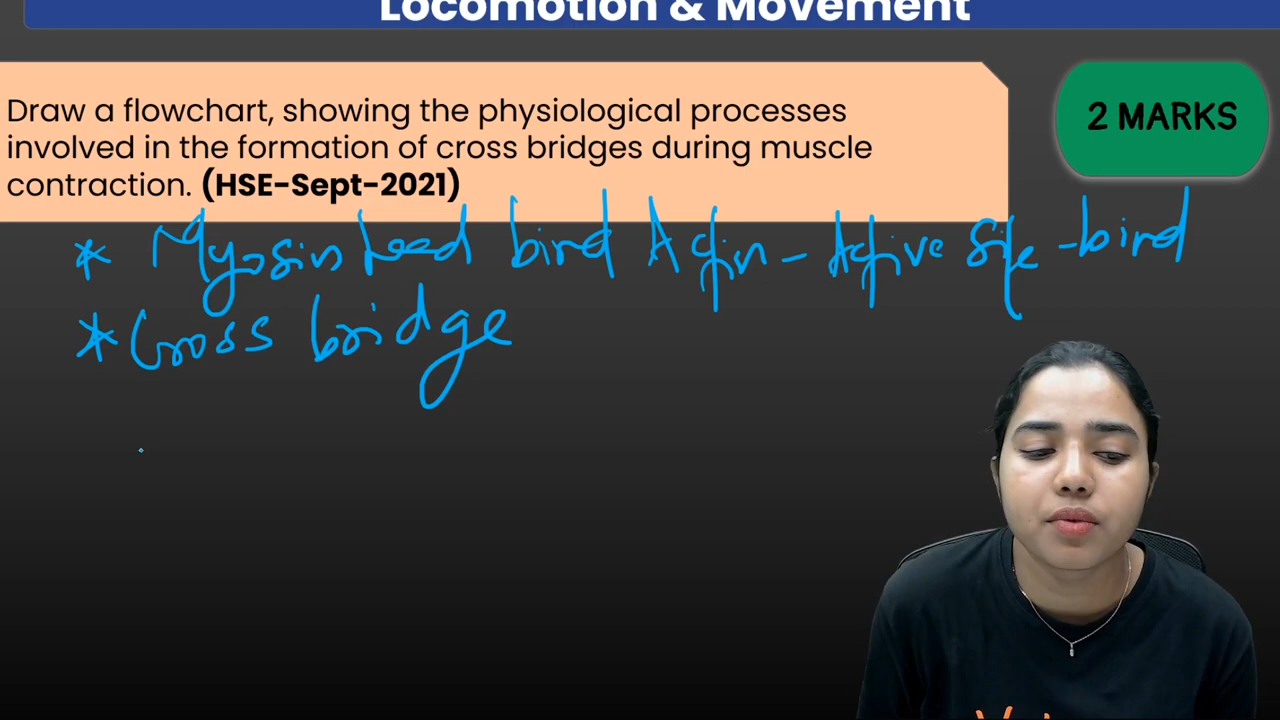 Locomotion & Movement
Draw a flowchart, showing the physiological processes
involved in the formation of cross bridges during muscle
contraction. (HSE-Sept-2021)
2 MARKS
* Myosin head bind Actin - Active site - bind
* Cross bridge